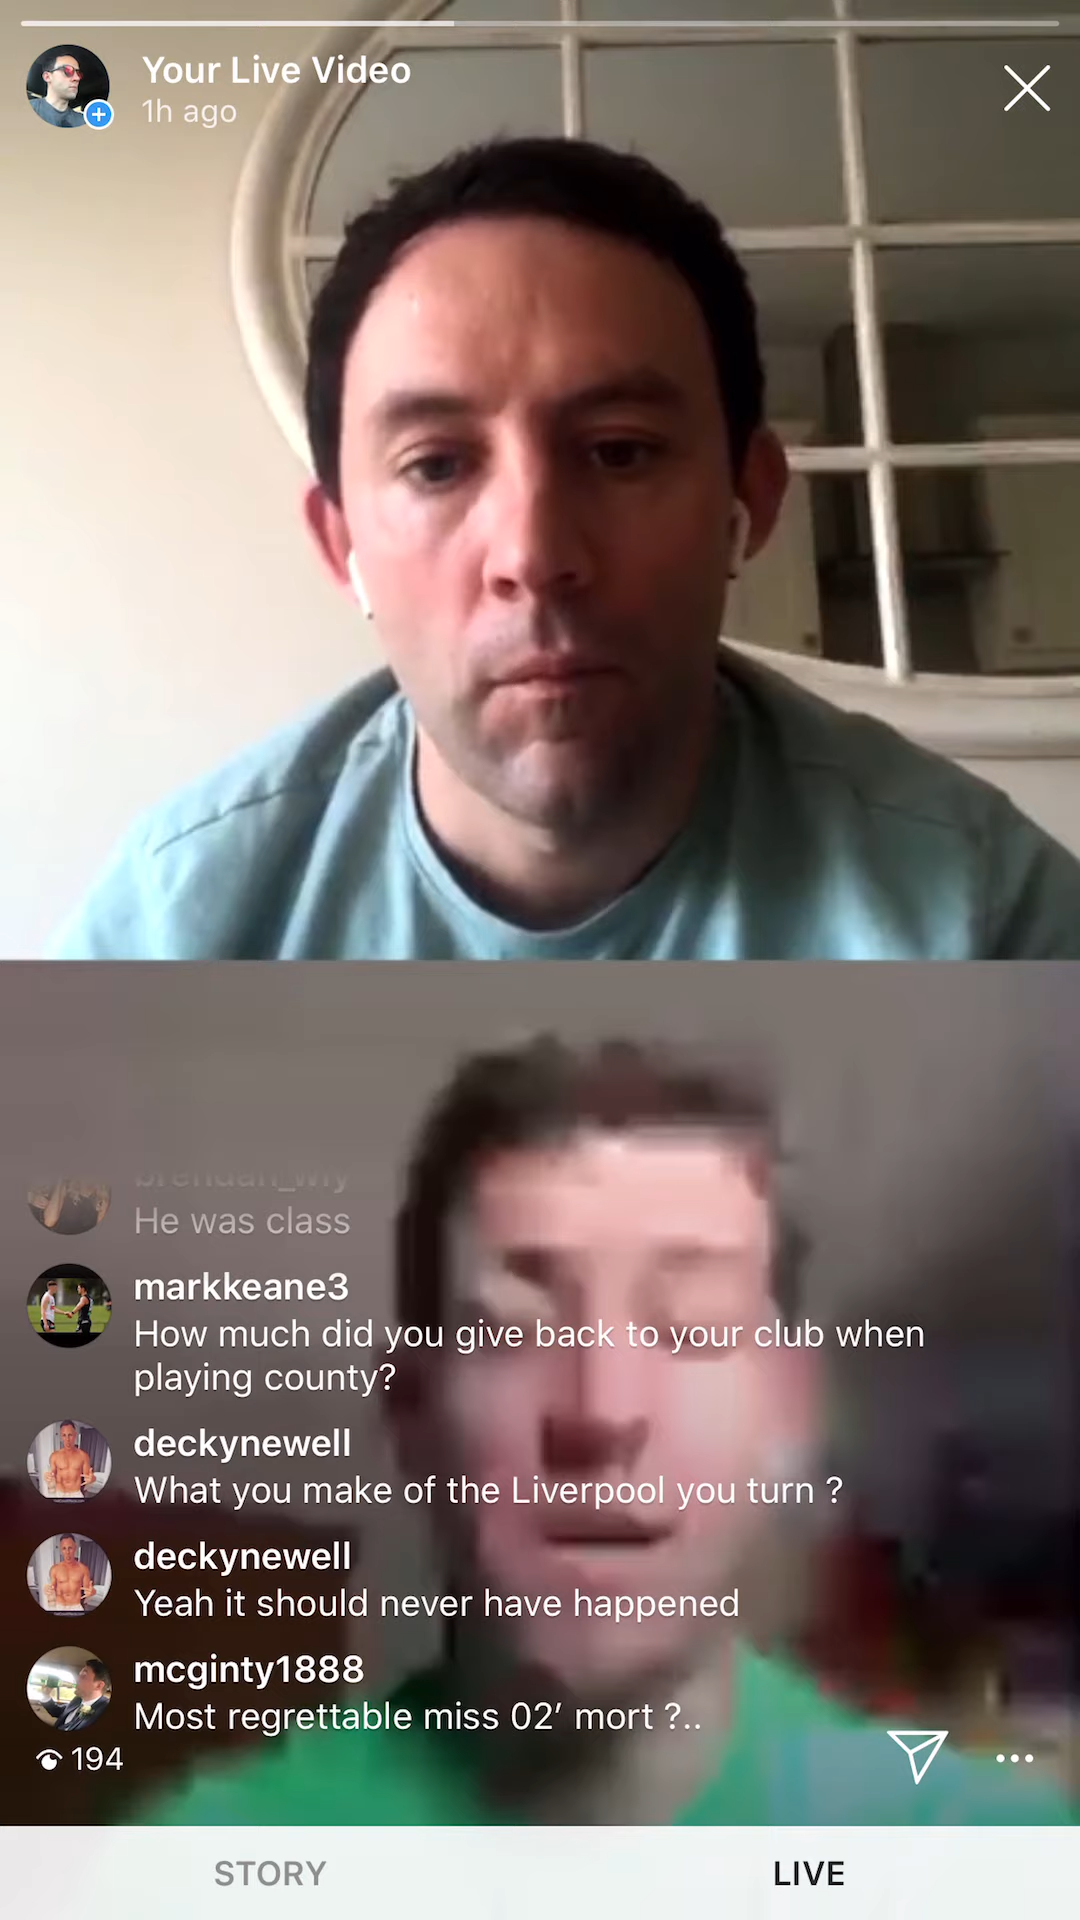 Your Live Video
1h ago
He was class
markkeane3
How much did you give back to your club when
playing county?
deckynewell
What you make of the Liverpool you turn ?
deckynewell
Yeah it should never have happened
mcginty1888
Most regrettable miss 02’ mort ?..
194
STORY
LIVE